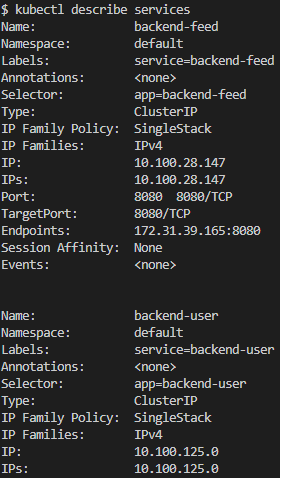 $ kubectl describe services
Name:              backend-feed
Namespace:         default
Labels:            service=backend-feed
Annotations:       <none>
Selector:          app=backend-feed
Type:              ClusterIP
IP Family Policy:  SingleStack
IP Families:       IPv4
IP:                10.100.28.147
IPs:               10.100.28.147
Port:              8080  8080/TCP
TargetPort:        8080/TCP
Endpoints:         172.31.39.165:8080
Session Affinity:  None
Events:            <none>
Name:              backend-user
Namespace:         default
Labels:            service=backend-user
Annotations:       <none>
Selector:          app=backend-user
Type:              ClusterIP
IP Family Policy:  SingleStack
IP Families:       IPv4
IP:                10.100.125.0
IPs:               10.100.125.0